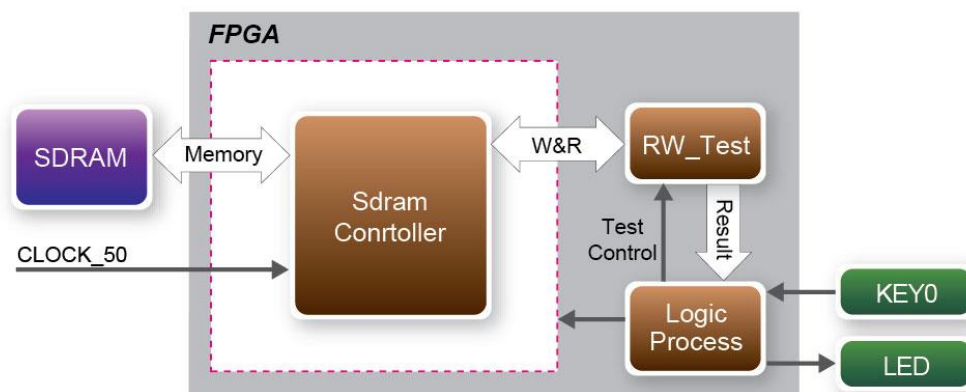 FPGA
SDRAM
Memory
Sdram
Conrtoller
W&R
RW_Test
Test
Control
Result
CLOCK_50
Logic
Process
KEY0
LED